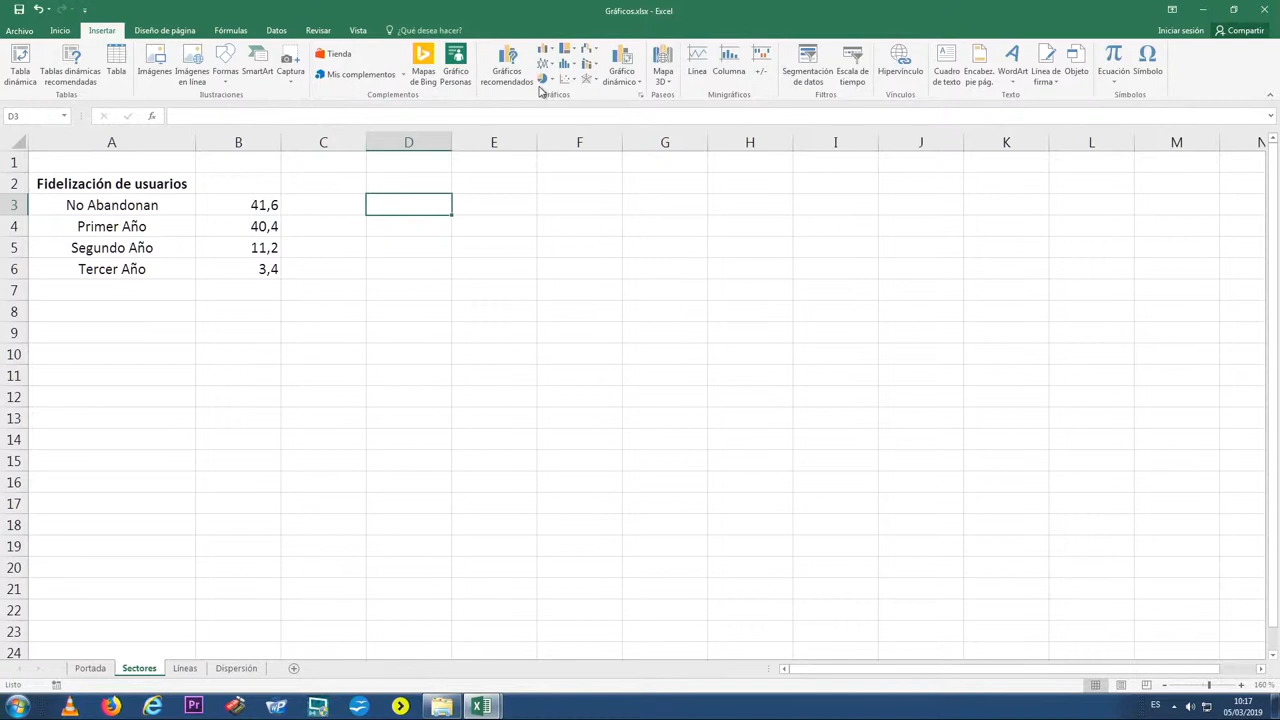 Gráficos.xlsx - Excel
Archivo Inicio Insertar Diseño de página Fórmulas Datos Revisar Vista ¿Qué desea hacer? Iniciar sesión Compartir
Tabla dinámica
Tablas dinámicas recomendadas
Tabla
Imágenes
Imágenes en línea
Formas
SmartArt
Captura
Tienda
Mis complementos
Mapas de Bing
Gráfico Personas
Gráficos recomendados
Gráfico dinámico
Mapa 3D
Línea
Columna
Segmentación de datos
Escala de tiempo
Hipervínculo
Cuadro de texto
Encabez. pie pág.
WordArt
Línea de firma
Objeto
Ecuación
Símbolo
Tablas Ilustraciones Complementos Gráficos Paseos Minigráficos Filtros Vínculos Texto Símbolos
D3 fx
A B C D E F G H I J K L M N
1
2 Fidelización de usuarios
3 No Abandonan 41,6
4 Primer Año 40,4
5 Segundo Año 11,2
6 Tercer Año 3,4
7
8
9
10
11
12
13
14
15
16
17
18
19
20
21
22
23
24
Portada Sectores Líneas Dispersión
Listo 160 %
ES 10:17
05/03/2019